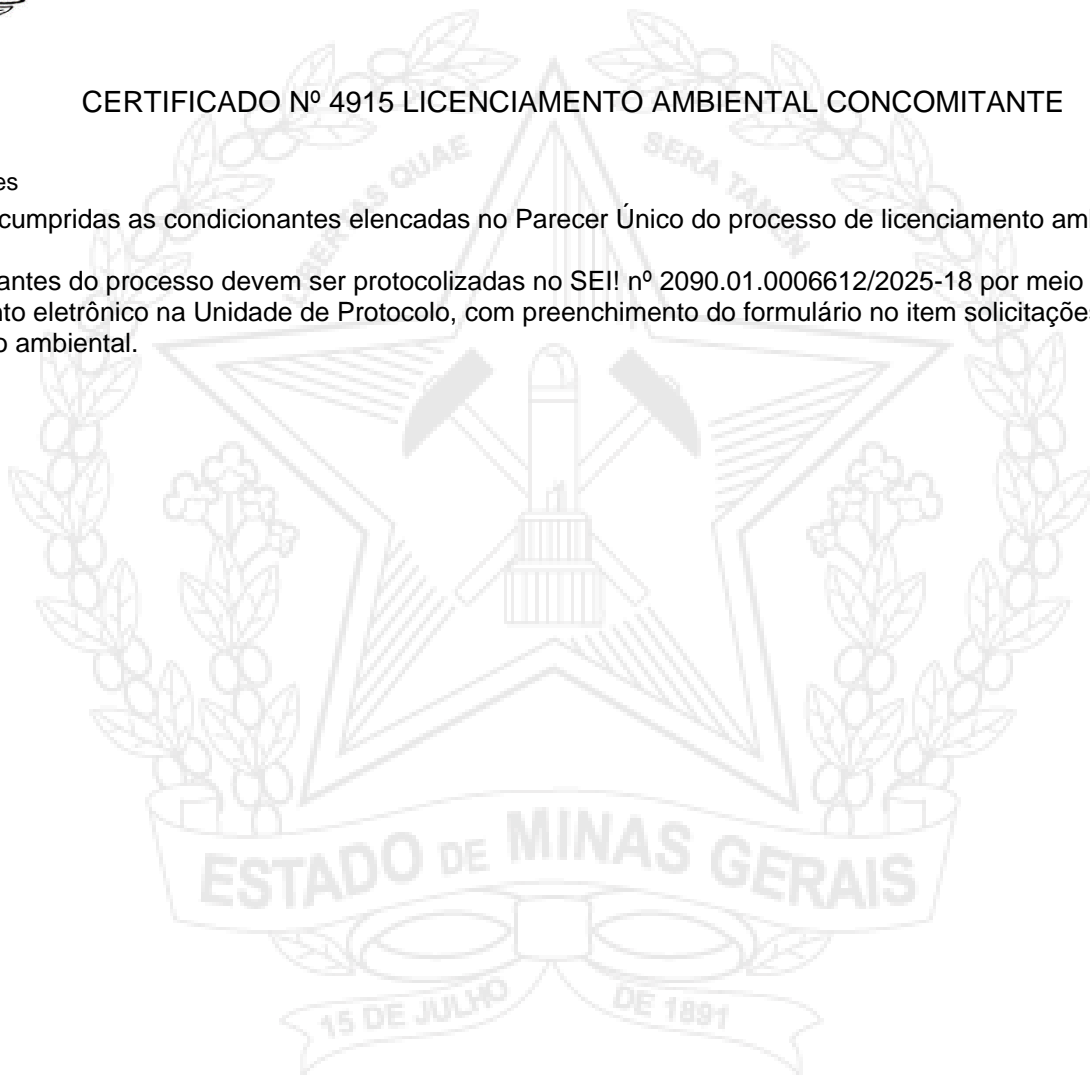 CERTIFICADO Nº 4915 LICENCIAMENTO AMBIENTAL CONCOMITANTE
es
cumpridas as condicionantes elencadas no Parecer Único do processo de licenciamento am
antes do processo devem ser protocolizadas no SEI! nº 2090.01.0006612/2025-18 por meio
nto eletrônico na Unidade de Protocolo, com preenchimento do formulário no item solicitaçõe
o ambiental.
QUAE SERA TAMEN
ESTADO DE MINAS GERAIS
15 DE JULHO DE 1891